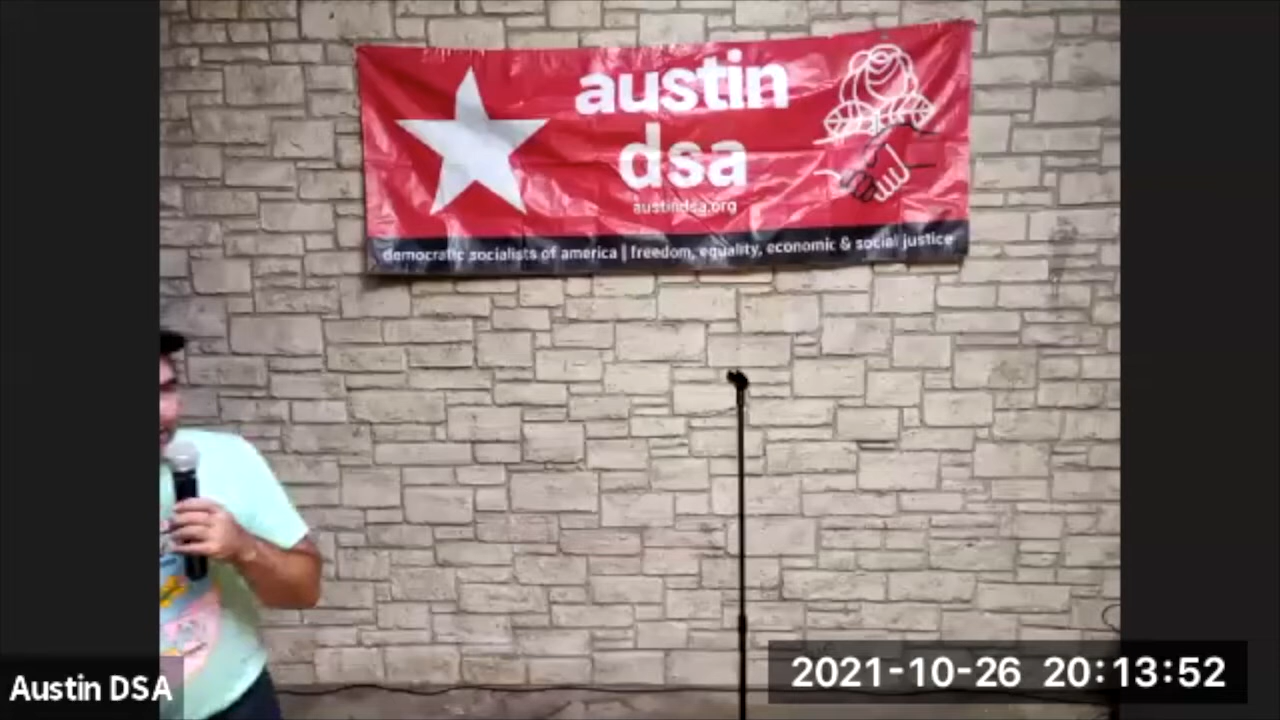 austin
dsa
austindsa.org
democratic socialists of america | freedom, equality, economic & social justice
Austin DSA
2021-10-26 20:13:52